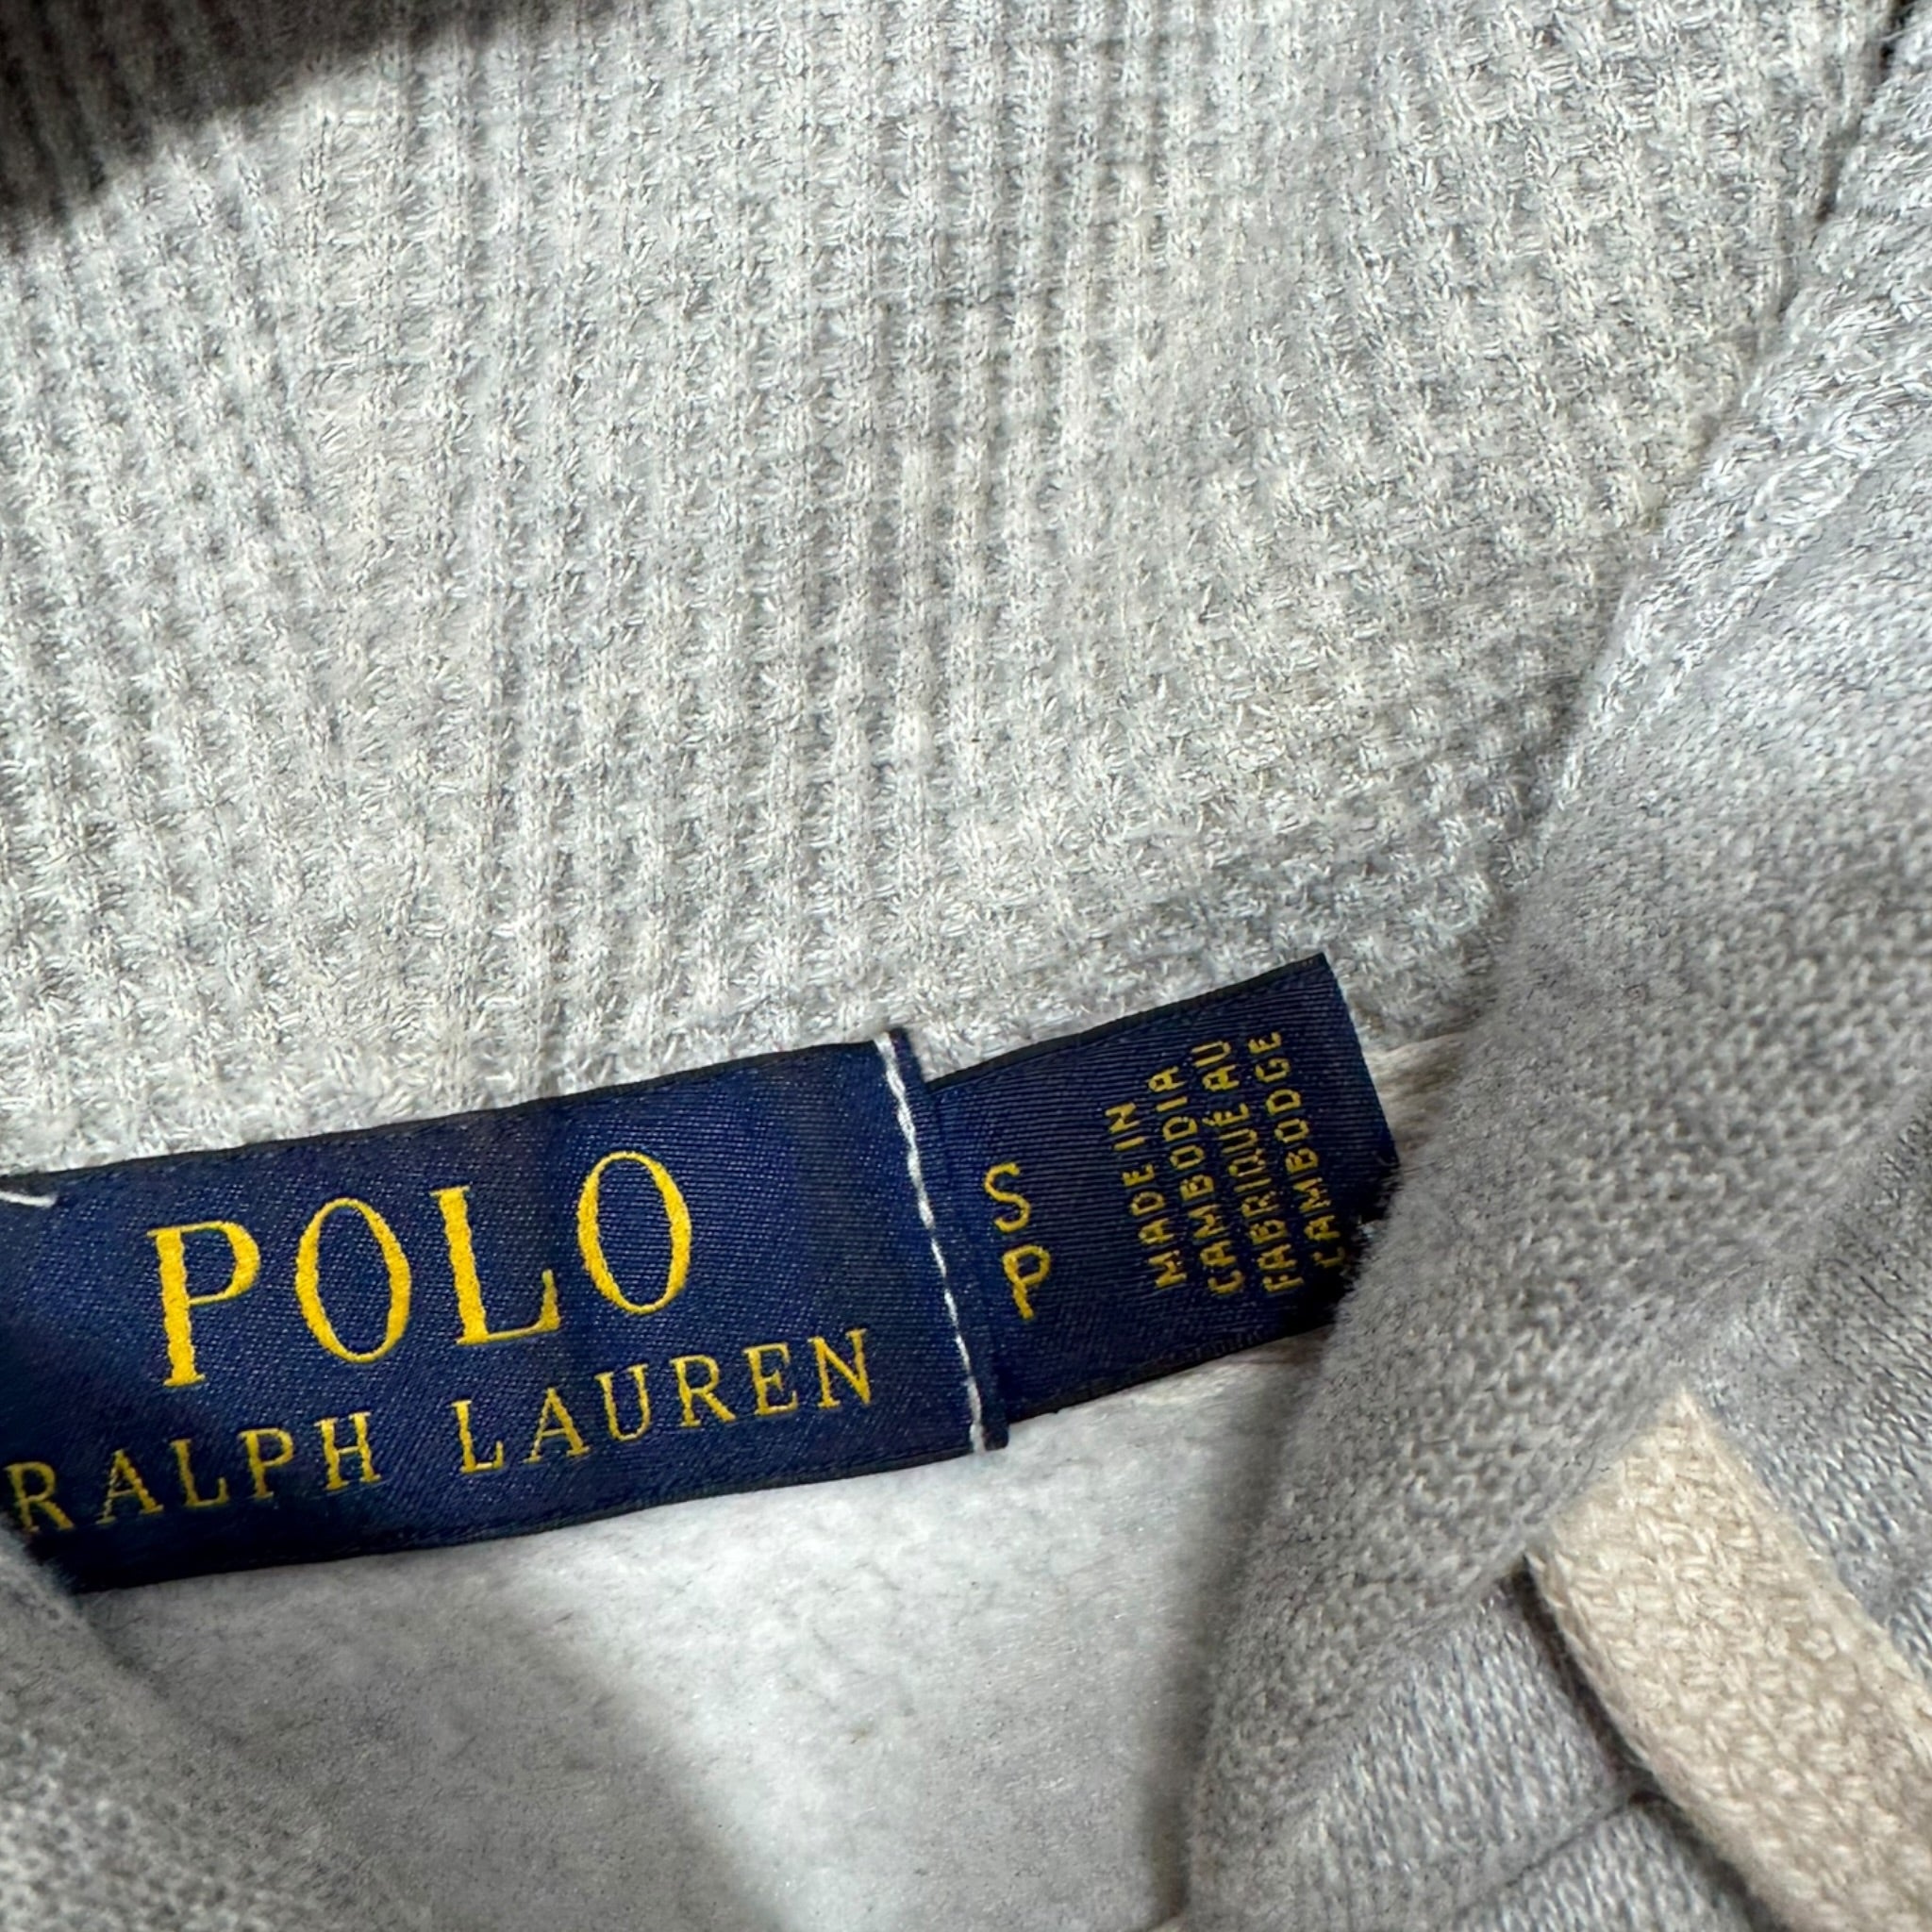 POLO
RALPH LAUREN
S
P
MADE IN
CAMBODIA
FABRIQUÉ AU
CAMBODGE